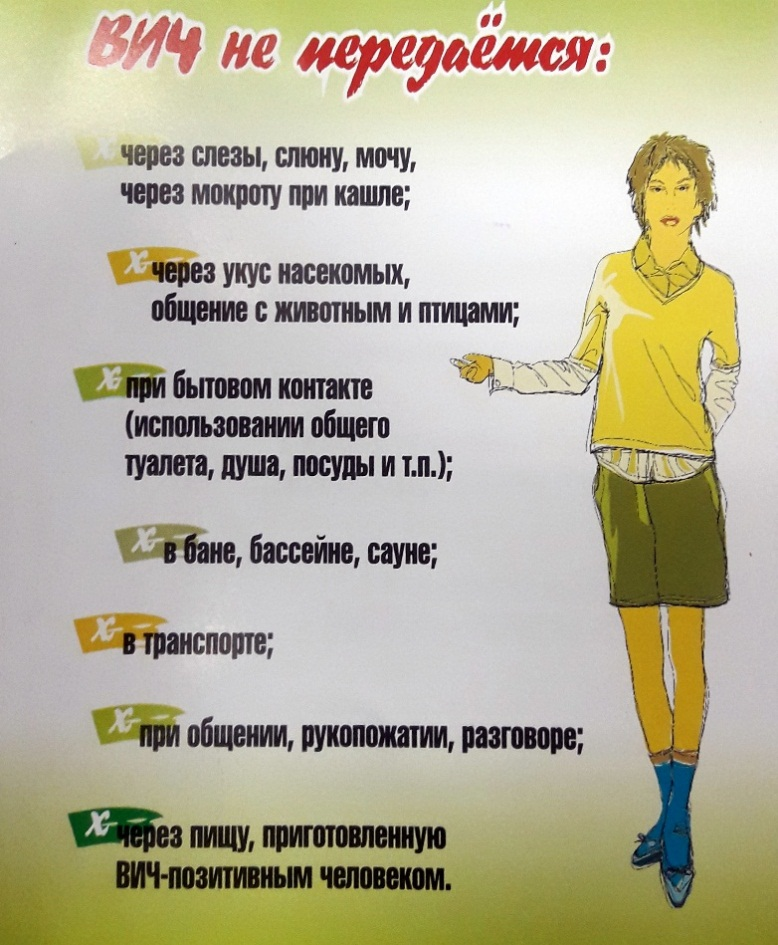 ВИЧ не передаётся:
х через слезы, слюну, мочу,
через мокроту при кашле;
х через укус насекомых,
общение с животным и птицами;
х при бытовом контакте
(использовании общего
туалета, душа, посуды и т.п.);
х в бане, бассейне, сауне;
х в транспорте;
х при общении, рукопожатии, разговоре;
х через пищу, приготовленную
ВИЧ-позитивным человеком.